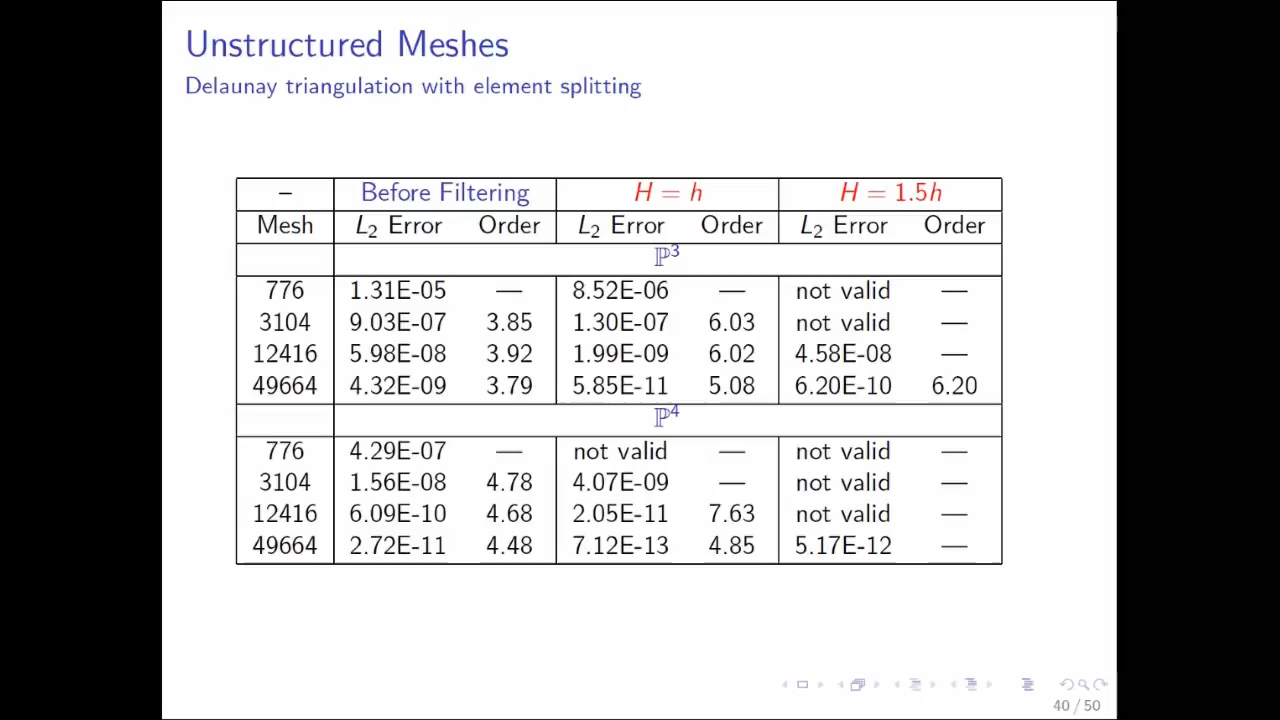 Unstructured Meshes
Delaunay triangulation with element splitting
– Before Filtering H = h H = 1.5h
Mesh L₂ Error Order L₂ Error Order L₂ Error Order
ℙ³
776 1.31E-05 — 8.52E-06 — not valid —
3104 9.03E-07 3.85 1.30E-07 6.03 not valid —
12416 5.98E-08 3.92 1.99E-09 6.02 4.58E-08 —
49664 4.32E-09 3.79 5.85E-11 5.08 6.20E-10 6.20
ℙ⁴
776 4.29E-07 — not valid — not valid —
3104 1.56E-08 4.78 4.07E-09 — not valid —
12416 6.09E-10 4.68 2.05E-11 7.63 not valid —
49664 2.72E-11 4.48 7.12E-13 4.85 5.17E-12 —
40 / 50